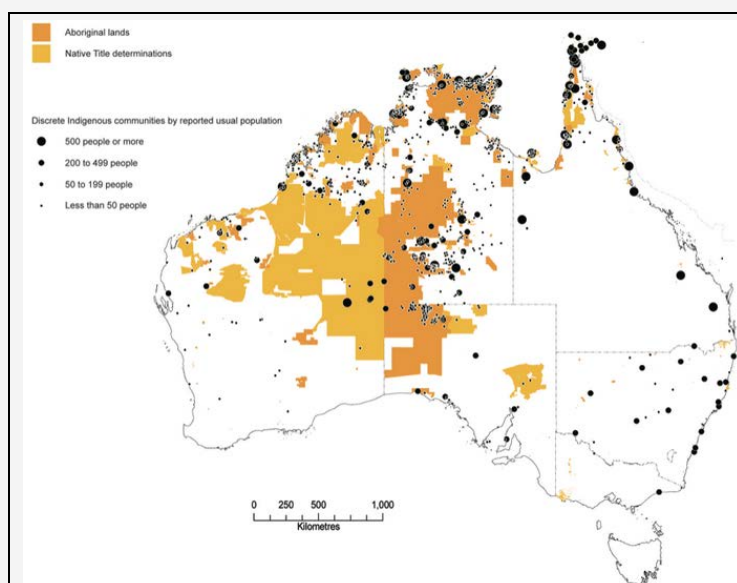 Aboriginal lands
Native Title determinations
Discrete Indigenous communities by reported usual population
500 people or more
200 to 499 people
50 to 199 people
Less than 50 people
0 250 500 1,000
Kilometres